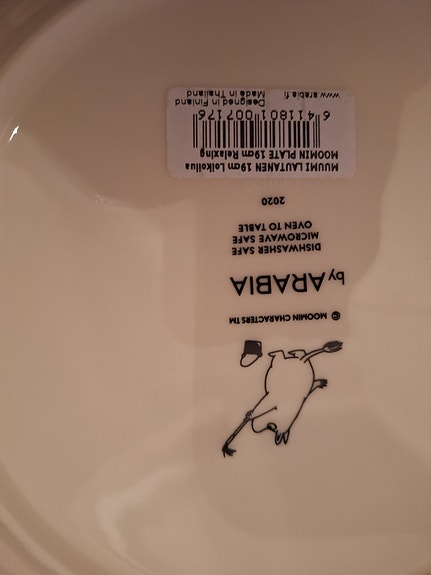 © MOOMIN CHARACTERS TM
by ARABIA
DISHWASHER SAFE
MICROWAVE SAFE
OVEN TO TABLE
2020
MUUMI LAUTANEN 19cm Loikoilua
MOOMIN PLATE 19cm Relaxing
6 411801 007176
Designed in Finland
Made in Thailand
www.arabia.fi